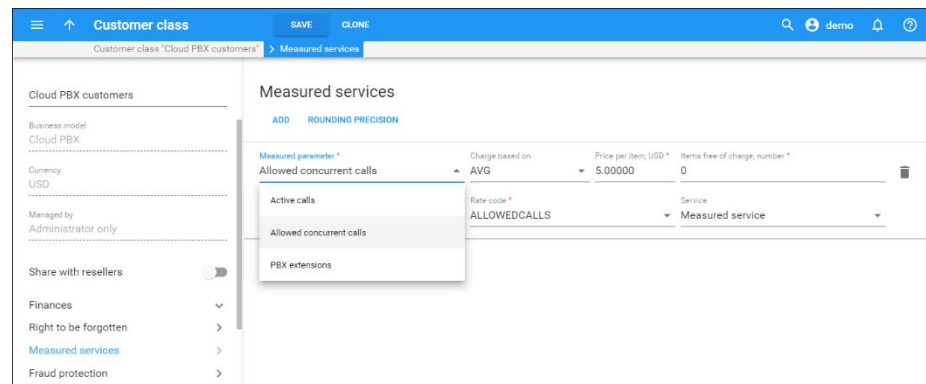 Customer class SAVE CLONE demo
Customer class "Cloud PBX customers" > Measured services
Cloud PBX customers
Business model
Cloud PBX
Currency
USD
Managed by
Administrator only
Share with resellers
Finances
Right to be forgotten
Measured services
Fraud protection
Measured services
ADD ROUNDING PRECISION
Measured parameter * Charge based on Price per Item, USD * Items free of charge, number *
Allowed concurrent calls AVG 5.00000 0
Active calls
Allowed concurrent calls
PBX extensions
Rate code * Service
ALLOWEDCALLS Measured service